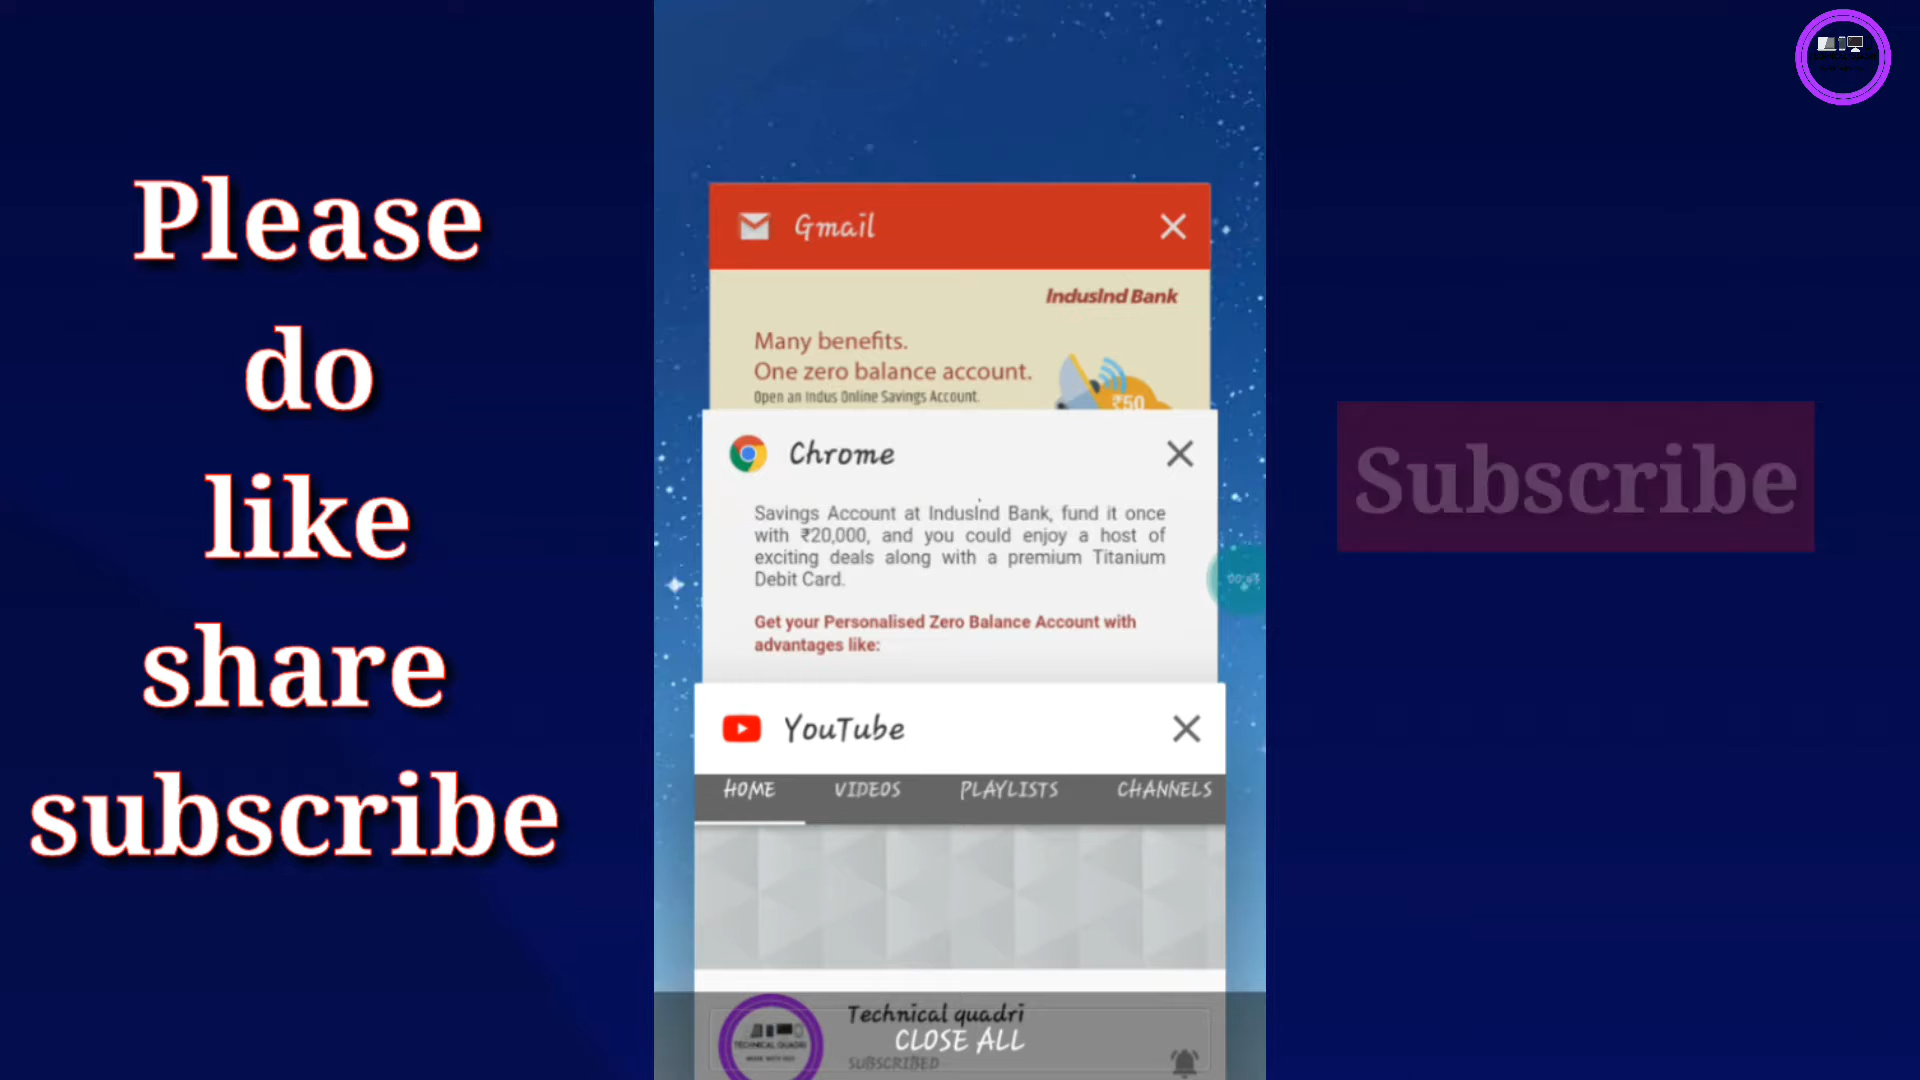 Please
do
like
share
subscribe
Gmail
IndusInd Bank
Many benefits.
One zero balance account.
Open an Indus Online Savings Account.
₹50
Chrome
Savings Account at IndusInd Bank, fund it once
with ₹20,000, and you could enjoy a host of
exciting deals along with a premium Titanium
Debit Card.
Get your Personalised Zero Balance Account with
advantages like:
YouTube
HOME VIDEOS PLAYLISTS CHANNELS
Technical quadri
CLOSE ALL
SUBSCRIBED
TECHNICAL QUADRI
Subscribe